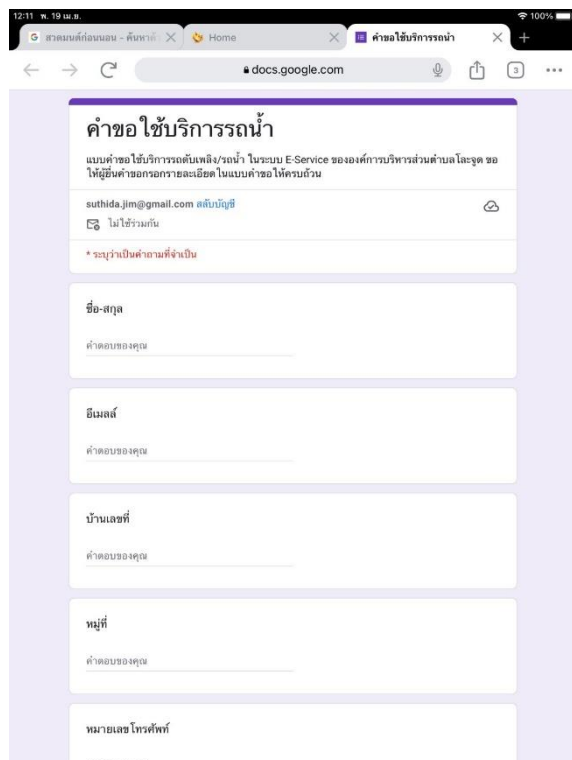 12:11 พ. 19 เม.ย.
100%
สวดมนต์ก่อนนอน - ค้นหาด้
Home
คำขอใช้บริการรถน้ำ
docs.google.com
3
คำขอใช้บริการรถน้ำ
แบบคำขอใช้บริการรถดับเพลิง/รถน้ำ ในระบบ E-Service ขององค์การบริหารส่วนตำบลโละจูด ขอ
ให้ผู้ยื่นคำขอกรอกรายละเอียดในแบบคำขอให้ครบถ้วน
suthida.jim@gmail.com สลับบัญชี
ไม่ใช้ร่วมกัน
* ระบุว่าเป็นคำถามที่จำเป็น
ชื่อ-สกุล
คำตอบของคุณ
อีเมลล์
คำตอบของคุณ
บ้านเลขที่
คำตอบของคุณ
หมู่ที่
คำตอบของคุณ
หมายเลขโทรศัพท์